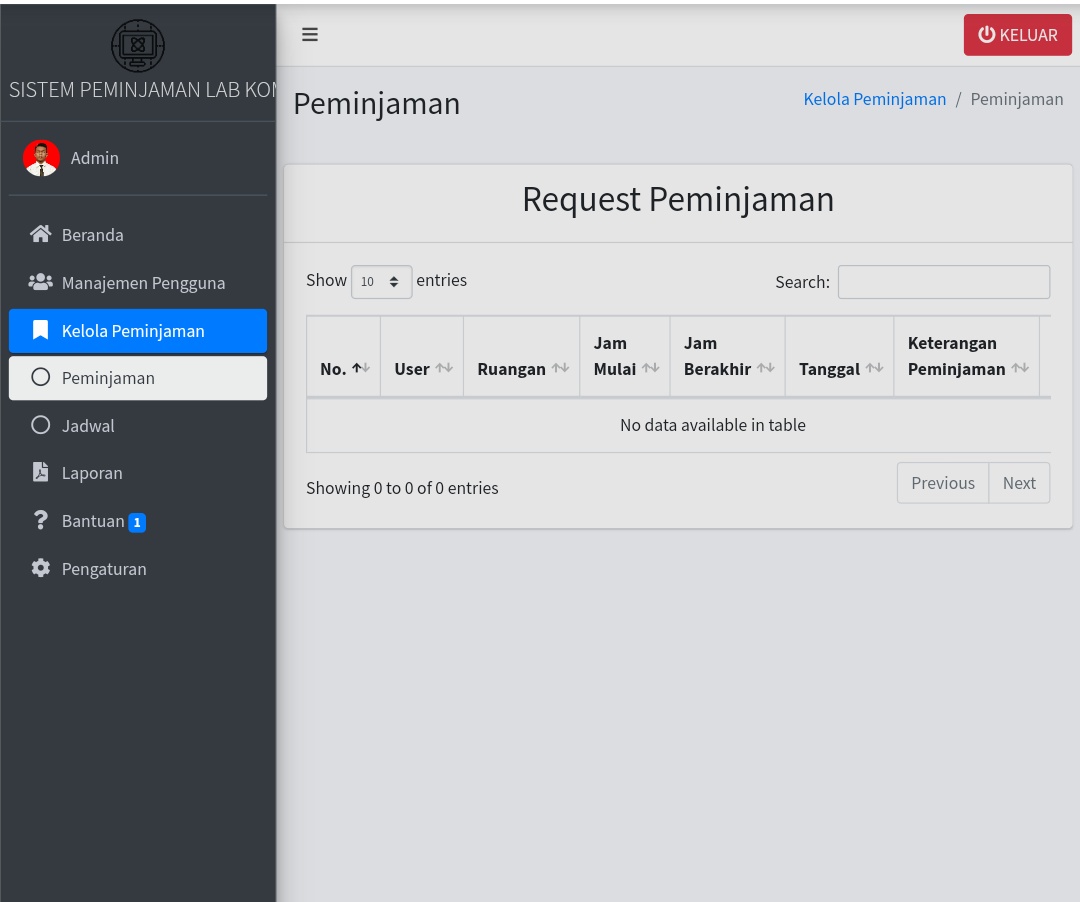 SISTEM PEMINJAMAN LAB KOM
Admin
Beranda
Manajemen Pengguna
Kelola Peminjaman
Peminjaman
Jadwal
Laporan
Bantuan 1
Pengaturan
KELUAR
Peminjaman
Kelola Peminjaman / Peminjaman
Request Peminjaman
Show 10 entries
Search:
No. User Ruangan Jam Mulai Jam Berakhir Tanggal Keterangan Peminjaman
No data available in table
Showing 0 to 0 of 0 entries
Previous Next